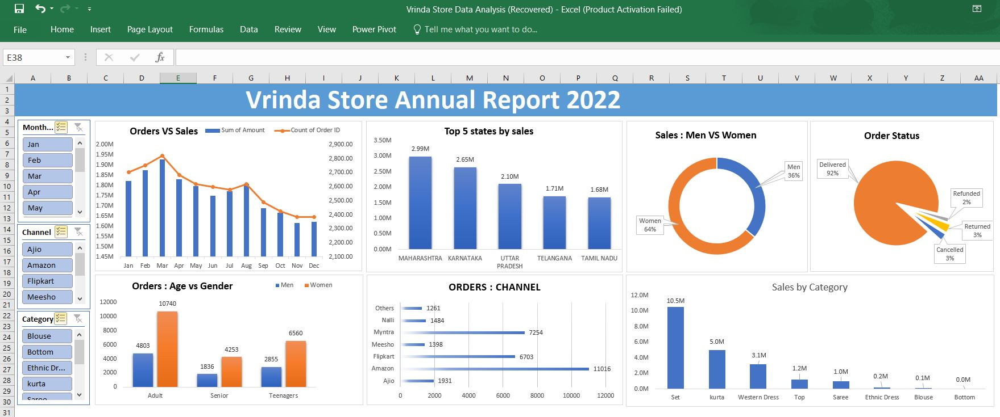 Vrinda Store Data Analysis (Recovered) - Excel (Product Activation Failed)
File Home Insert Page Layout Formulas Data Review View Power Pivot Tell me what you want to do...
E38 fx
A B C D E F G H I J K L M N O P Q R S T U V W X Y Z AA
1
2
3
4
5
6
7
8
9
10
11
12
13
14
15
16
17
18
19
20
21
22
23
24
25
26
27
28
29
30
31
Vrinda Store Annual Report 2022
Month...
Jan
Feb
Mar
Apr
May
Channel
Ajio
Amazon
Flipkart
Meesho
Category
Blouse
Bottom
Ethnic Dr...
kurta
Saree
Orders VS Sales Sum of Amount Count of Order ID
2.00M 2,900.00
1.95M 2,800.00
1.90M 2,700.00
1.85M 2,600.00
1.80M 2,500.00
1.75M 2,400.00
1.70M 2,300.00
1.65M 2,200.00
1.60M 2,100.00
1.55M
1.50M
1.45M
Jan Feb Mar Apr May Jun Jul Aug Sep Oct Nov Dec
Top 5 states by sales
3.50M
3.00M
2.50M
2.00M
1.50M
1.00M
0.50M
0.00M
2.99M 2.65M 2.10M 1.71M 1.68M
MAHARASHTRA KARNATAKA UTTAR PRADESH TELANGANA TAMIL NADU
Sales : Men VS Women
Men
36%
Women
64%
Order Status
Delivered
92%
Refunded
2%
Returned
3%
Cancelled
3%
Orders : Age vs Gender Men Women
12000
10000
8000
6000
4000
2000
0
4803 10740 1836 4253 2855 6560
Adult Senior Teenagers
ORDERS : CHANNEL
Others 1261
Nalli 1484
Myntra 7254
Meesho 1398
Flipkart 6703
Amazon 11016
Ajio 1931
0 2000 4000 6000 8000 10000 12000
Sales by Category
12.0M
10.0M
8.0M
6.0M
4.0M
2.0M
0.0M
10.5M 5.0M 3.1M 1.2M 1.0M 0.2M 0.1M 0.0M
Set kurta Western Dress Top Saree Ethnic Dress Blouse Bottom